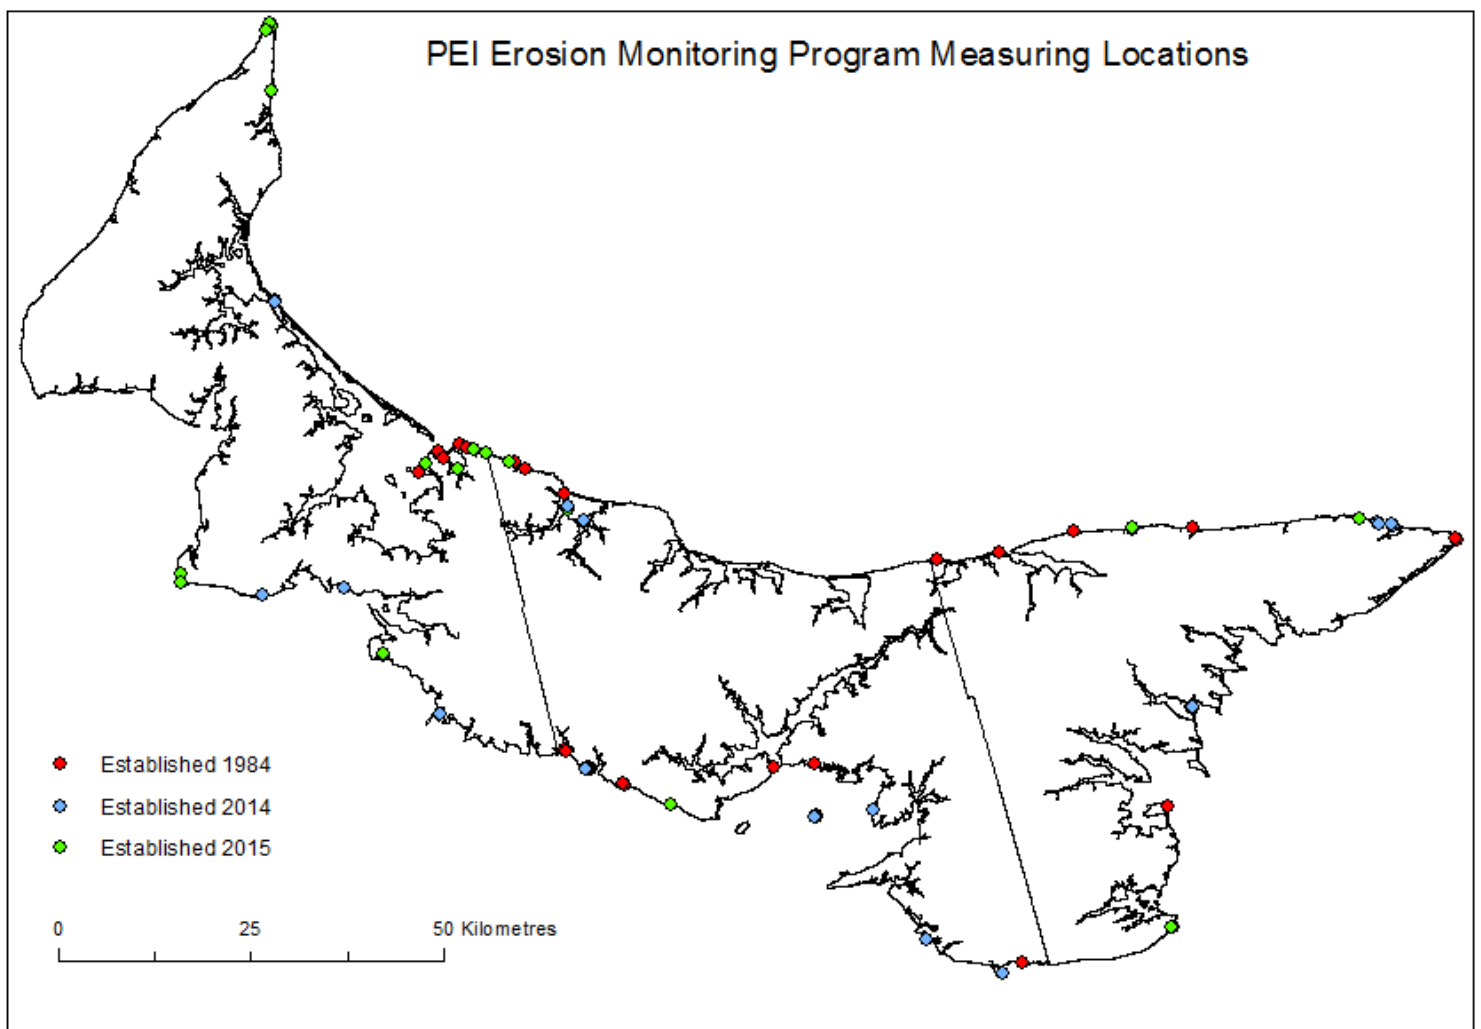 PEI Erosion Monitoring Program Measuring Locations
Established 1984
Established 2014
Established 2015
0 25 50 Kilometres